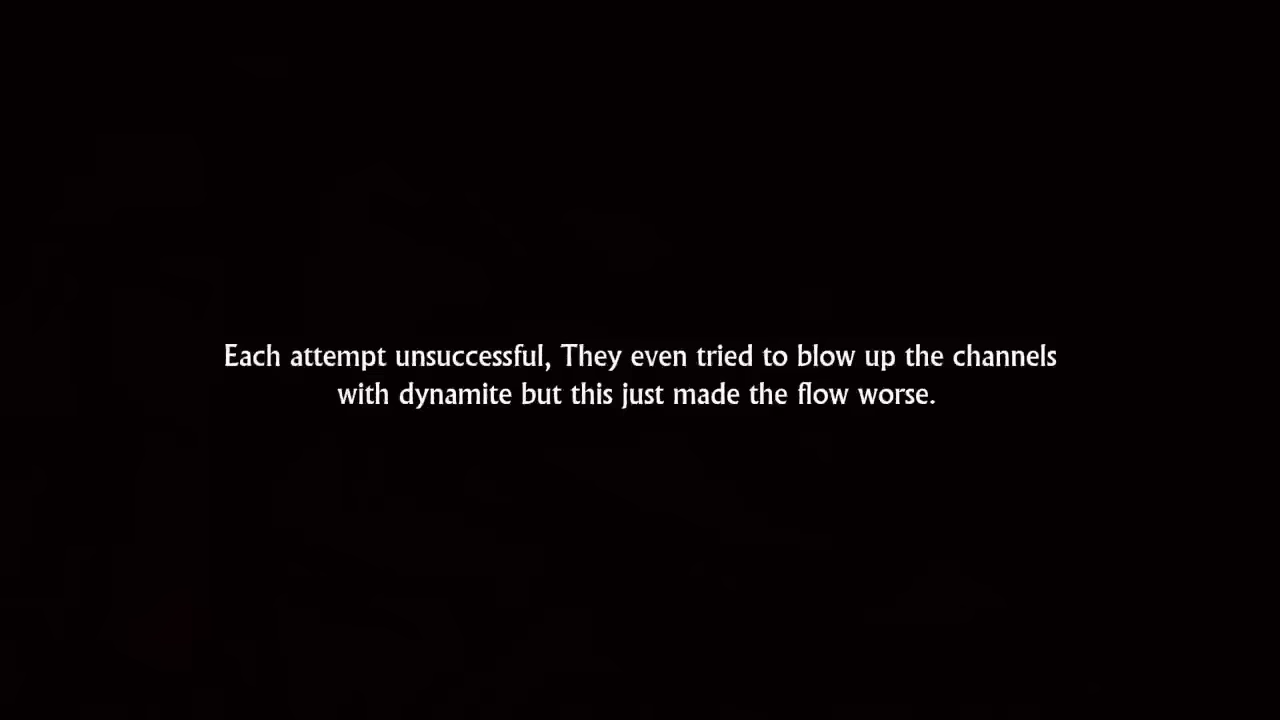 Each attempt unsuccessful, They even tried to blow up the channels
with dynamite but this just made the flow worse.